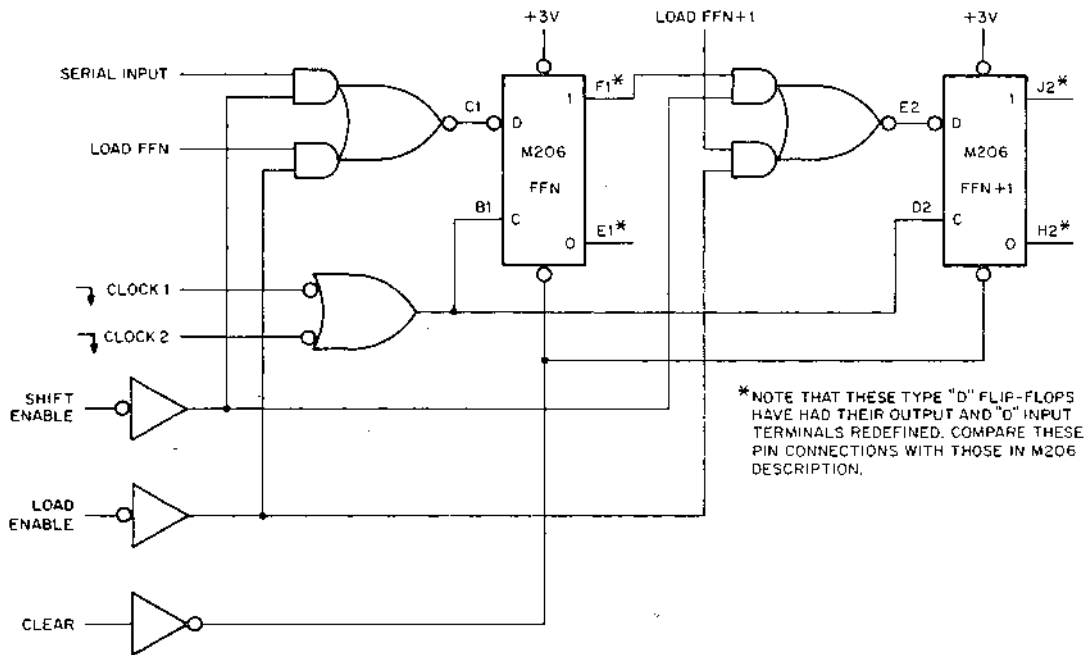 +3V
LOAD FFN+1
+3V
SERIAL INPUT
C1
D
1
F1*
M206
FFN
LOAD FFN
B1
C
0
E1*
E2
D
1
J2*
M206
FFN+1
D2
C
0
H2*
CLOCK 1
CLOCK 2
SHIFT
ENABLE
LOAD
ENABLE
CLEAR
*NOTE THAT THESE TYPE "D" FLIP-FLOPS
HAVE HAD THEIR OUTPUT AND "D" INPUT
TERMINALS REDEFINED. COMPARE THESE
PIN CONNECTIONS WITH THOSE IN M206
DESCRIPTION.